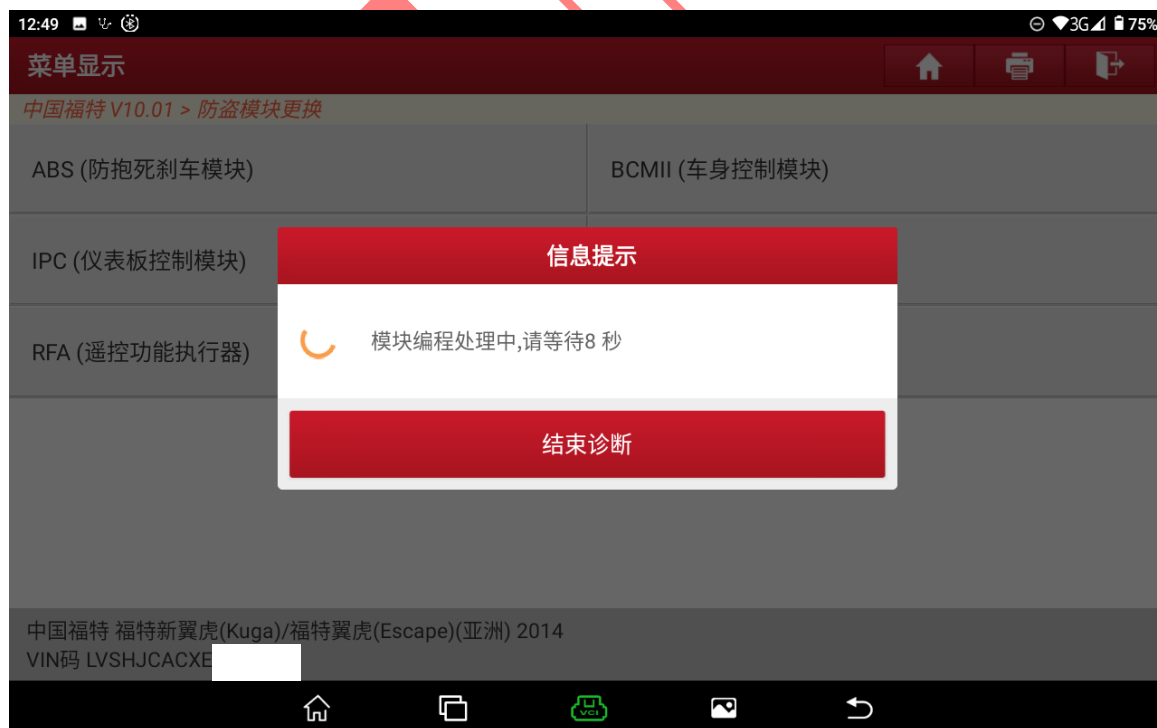 12:49
3G 75%
菜单显示
中国福特 V10.01 > 防盗模块更换
ABS (防抱死刹车模块)
BCMII (车身控制模块)
IPC (仪表板控制模块)
信息提示
模块编程处理中,请等待8 秒
RFA (遥控功能执行器)
结束诊断
中国福特 福特新翼虎(Kuga)/福特翼虎(Escape)(亚洲) 2014
VIN码 LVSHJCACXE
VCI